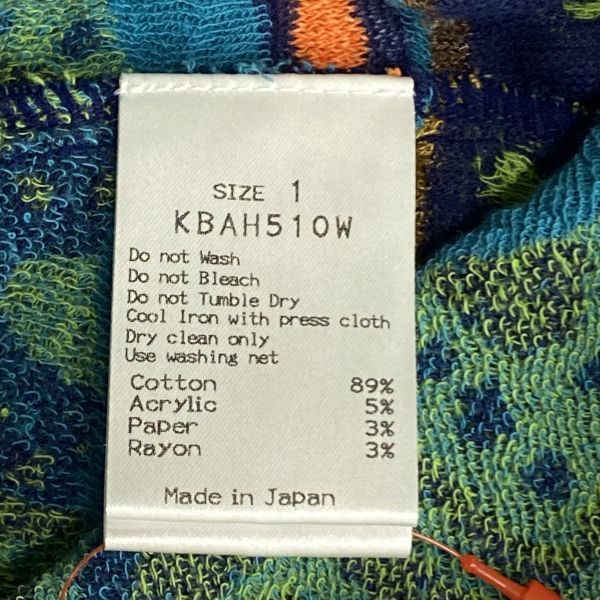 SIZE 1
KBAH510W
Do not Wash
Do not Bleach
Do not Tumble Dry
Cool Iron with press cloth
Dry clean only
Use washing net
Cotton 89%
Acrylic 5%
Paper 3%
Rayon 3%
Made in Japan